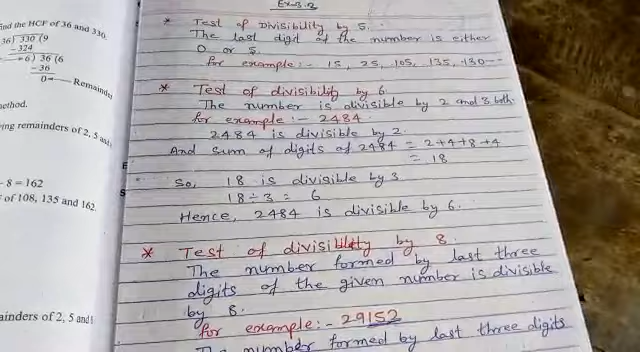 Ex-3.2
* Test of Divisibility by 5.
The last digit of the number is either
0 or 5.
for example:- 15, 25, 105, 135, 130--
* Test of divisibility by 6.
The number is divisible by 2 and 3 both.
for example :- 2484
2484 is divisible by 2.
And sum of digits of 2484 = 2+4+8+4
= 18
So, 18 is divisible by 3
18 ÷ 3 = 6
Hence, 2484 is divisible by 6.
* Test of divisibility by 8.
The number formed by last three
digits of the given number is divisible
by 8.
for example:- 29152
The number formed by last three digits
ind the HCF of 36 and 330.
36) 330 (9
-324
6) 36 (6
-36
0 Remainder
ethod.
ing remainders of 2, 5 and
- 8 = 162
of 108, 135 and 162.
ainders of 2, 5 and